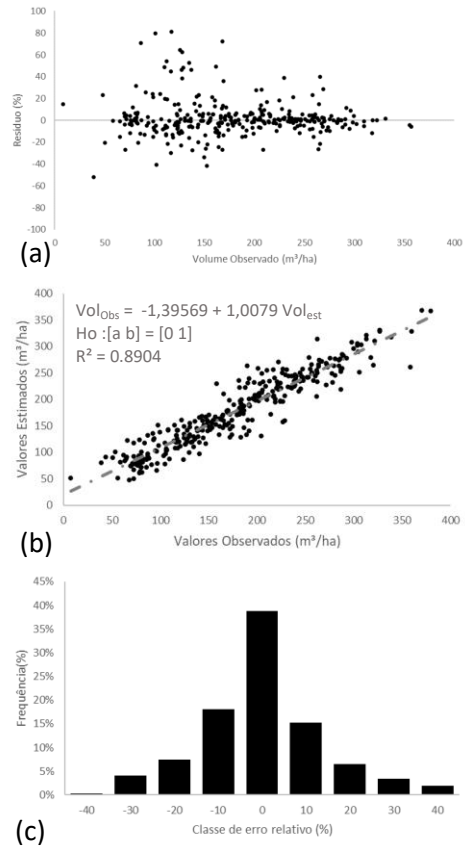 100
80
60
40
20
0
-20
-40
-60
-80
-100
Resíduo (%)
0 50 100 150 200 250 300 350 400
Volume Observado (m³/ha)
(a)
Vol_Obs = -1,39569 + 1,0079 Vol_est
Ho :[a b] = [0 1]
R² = 0.8904
400
350
300
250
200
150
100
50
0
Valores Estimados (m³/ha)
0 50 100 150 200 250 300 350 400
Valores Observados (m³/ha)
(b)
45%
40%
35%
30%
25%
20%
15%
10%
5%
0%
Frequência(%)
-40 -30 -20 -10 0 10 20 30 40
Classe de erro relativo (%)
(c)